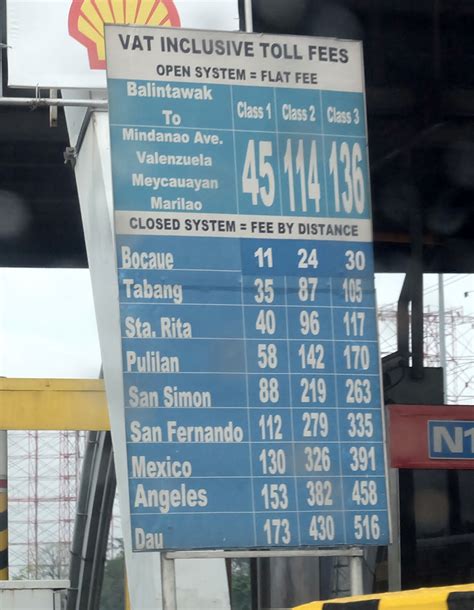 VAT INCLUSIVE TOLL FEES
OPEN SYSTEM = FLAT FEE
Balintawak To Class 1 Class 2 Class 3
Mindanao Ave. Valenzuela Meycauayan Marilao 45 114 136
CLOSED SYSTEM = FEE BY DISTANCE
Bocaue 11 24 30
Tabang 35 87 105
Sta. Rita 40 96 117
Pulilan 58 142 170
San Simon 88 219 263
San Fernando 112 279 335
Mexico 130 326 391
Angeles 153 382 458
Dau 173 430 516
N1